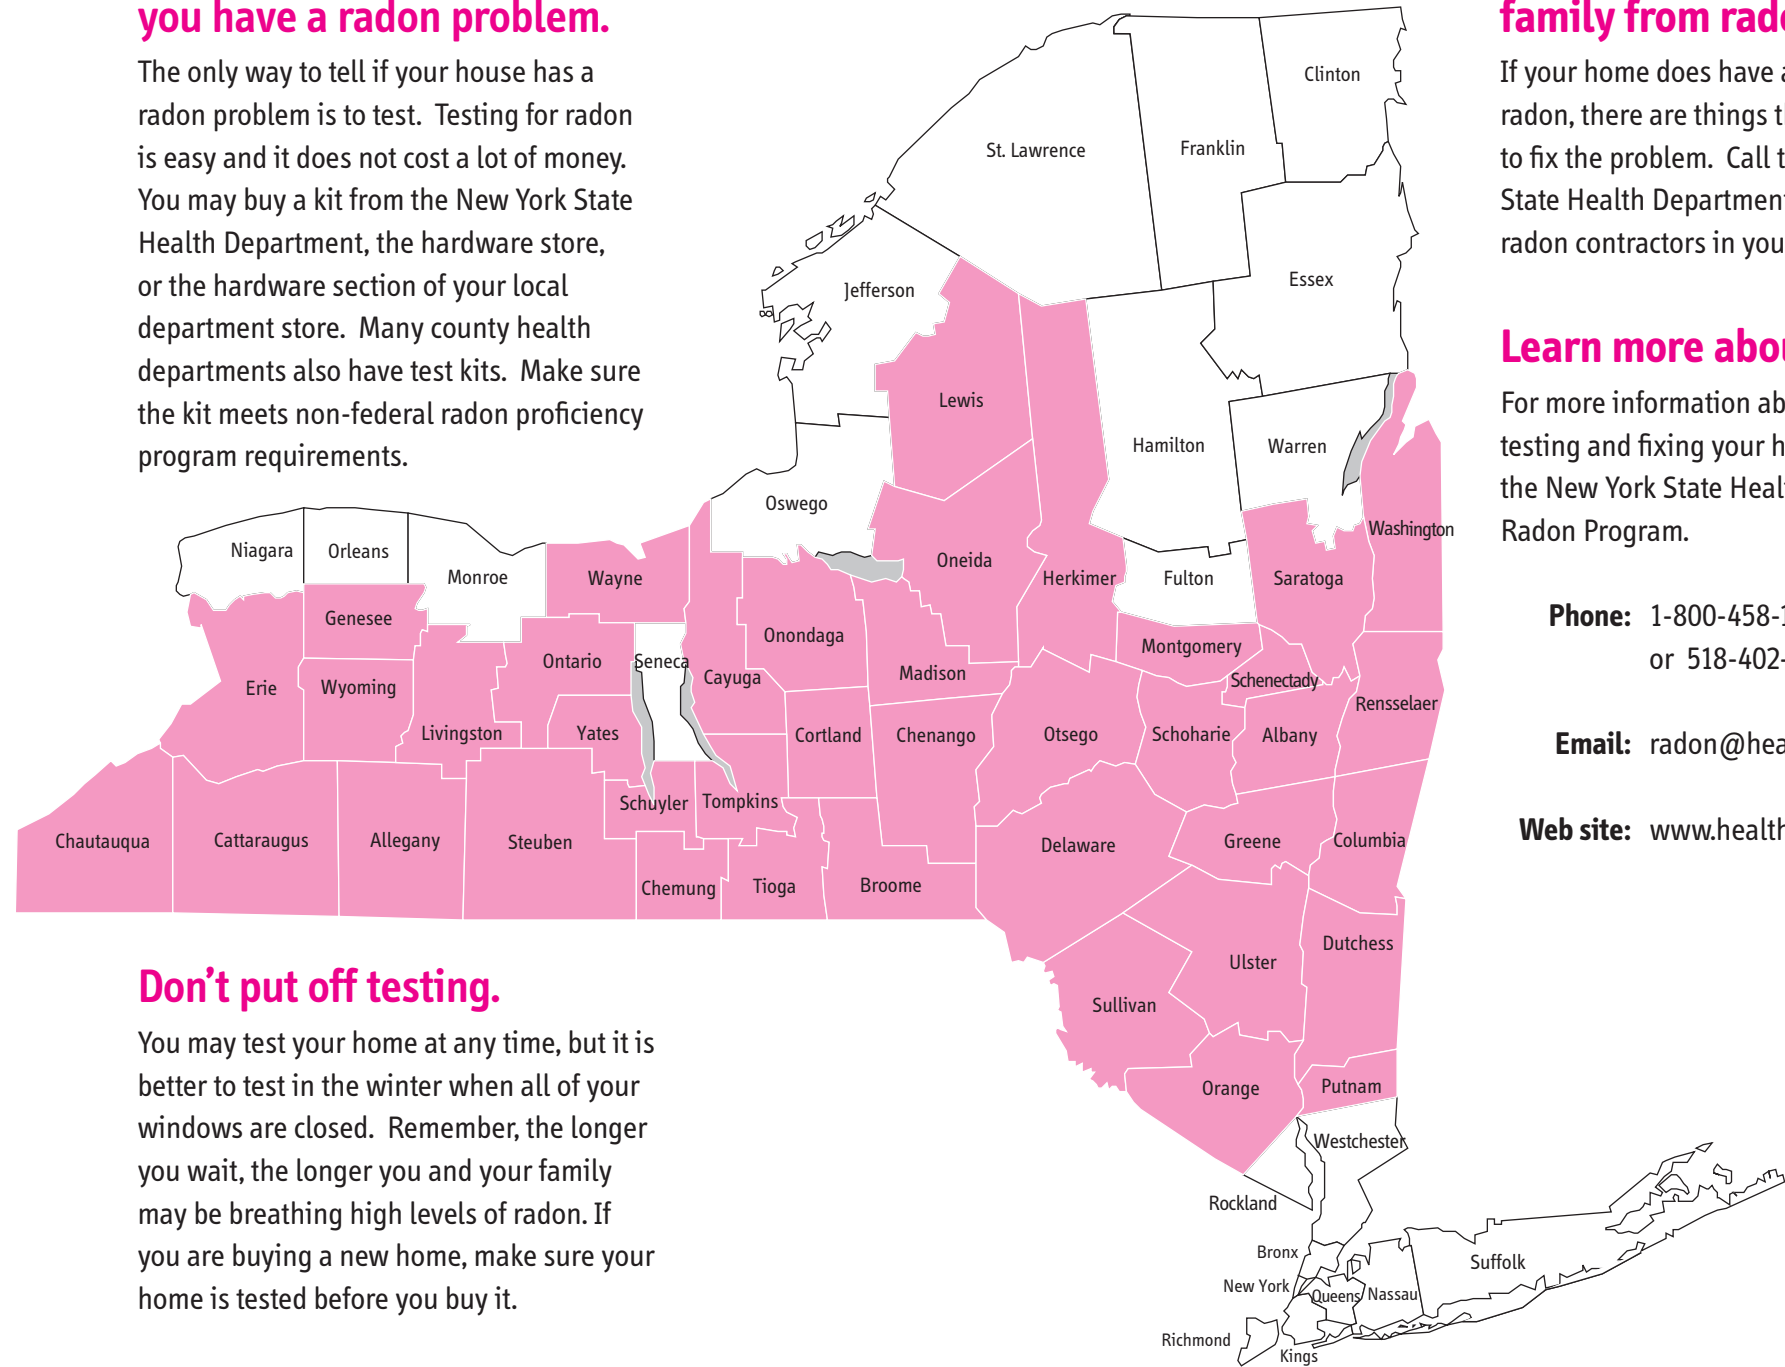 you have a radon problem.
The only way to tell if your house has a
radon problem is to test.  Testing for radon
is easy and it does not cost a lot of money.
You may buy a kit from the New York State
Health Department, the hardware store,
or the hardware section of your local
department store.  Many county health
departments also have test kits.  Make sure
the kit meets non-federal radon proficiency
program requirements.
Don’t put off testing.
You may test your home at any time, but it is
better to test in the winter when all of your
windows are closed.  Remember, the longer
you wait, the longer you and your family
may be breathing high levels of radon. If
you are buying a new home, make sure your
home is tested before you buy it.
Clinton
St. Lawrence
Franklin
Jefferson
Essex
Lewis
Hamilton
Warren
Oswego
Washington
Niagara
Orleans
Monroe
Wayne
Oneida
Herkimer
Fulton
Saratoga
Genesee
Onondaga
Montgomery
Ontario
Seneca
Cayuga
Madison
Schenectady
Erie
Wyoming
Rensselaer
Livingston
Yates
Cortland
Chenango
Otsego
Schoharie
Albany
Schuyler
Tompkins
Chautauqua
Cattaraugus
Allegany
Steuben
Delaware
Greene
Columbia
Chemung
Tioga
Broome
Dutchess
Ulster
Sullivan
Orange
Putnam
Westchester
Rockland
Bronx
Suffolk
New York
Queens
Nassau
Richmond
Kings
family from
If your home does have
radon, there are things
to fix the problem.  Call
State Health Department
radon contractors in
Learn more
For more information
testing and fixing your
the New York State
Radon Program.
Phone: 1-800-458-1
or  518-402-
Email: radon@hea
Web site: www.health